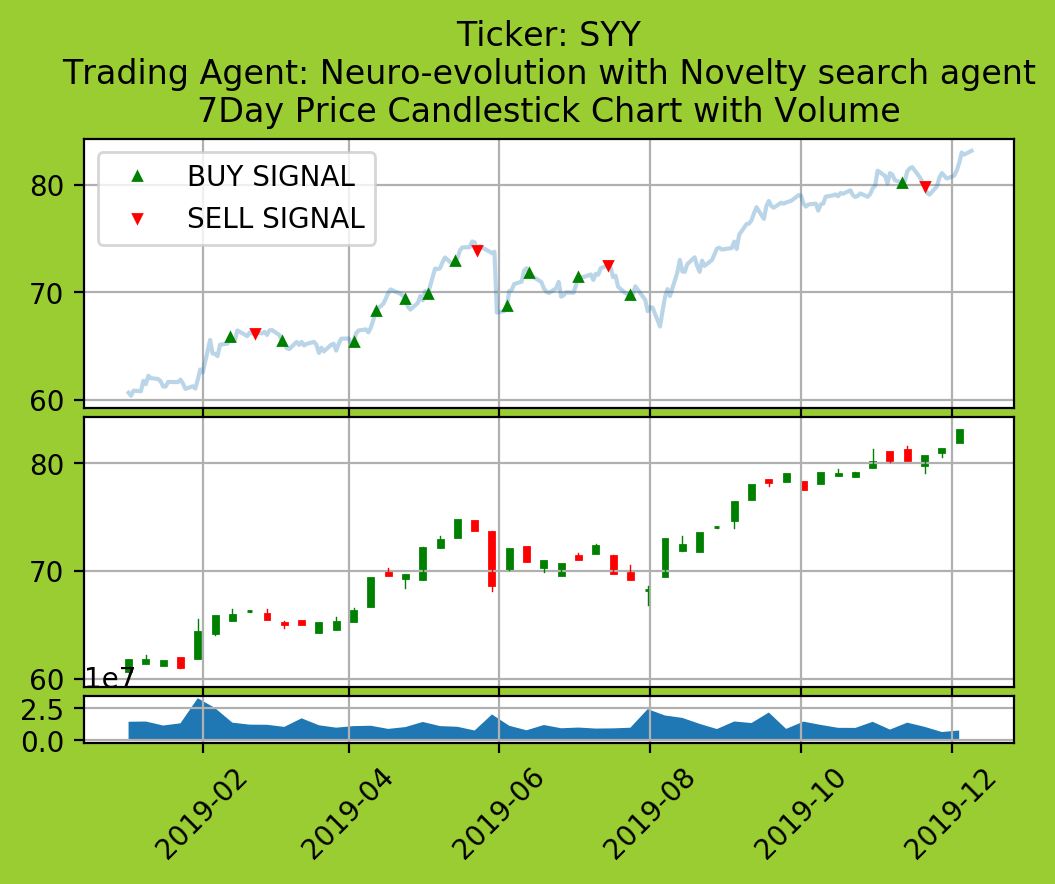 Ticker: SYY
Trading Agent: Neuro-evolution with Novelty search agent
7Day Price Candlestick Chart with Volume
BUY SIGNAL
SELL SIGNAL
80
70
60
80
70
60
1e7
2.5
0.0
2019-02
2019-04
2019-06
2019-08
2019-10
2019-12